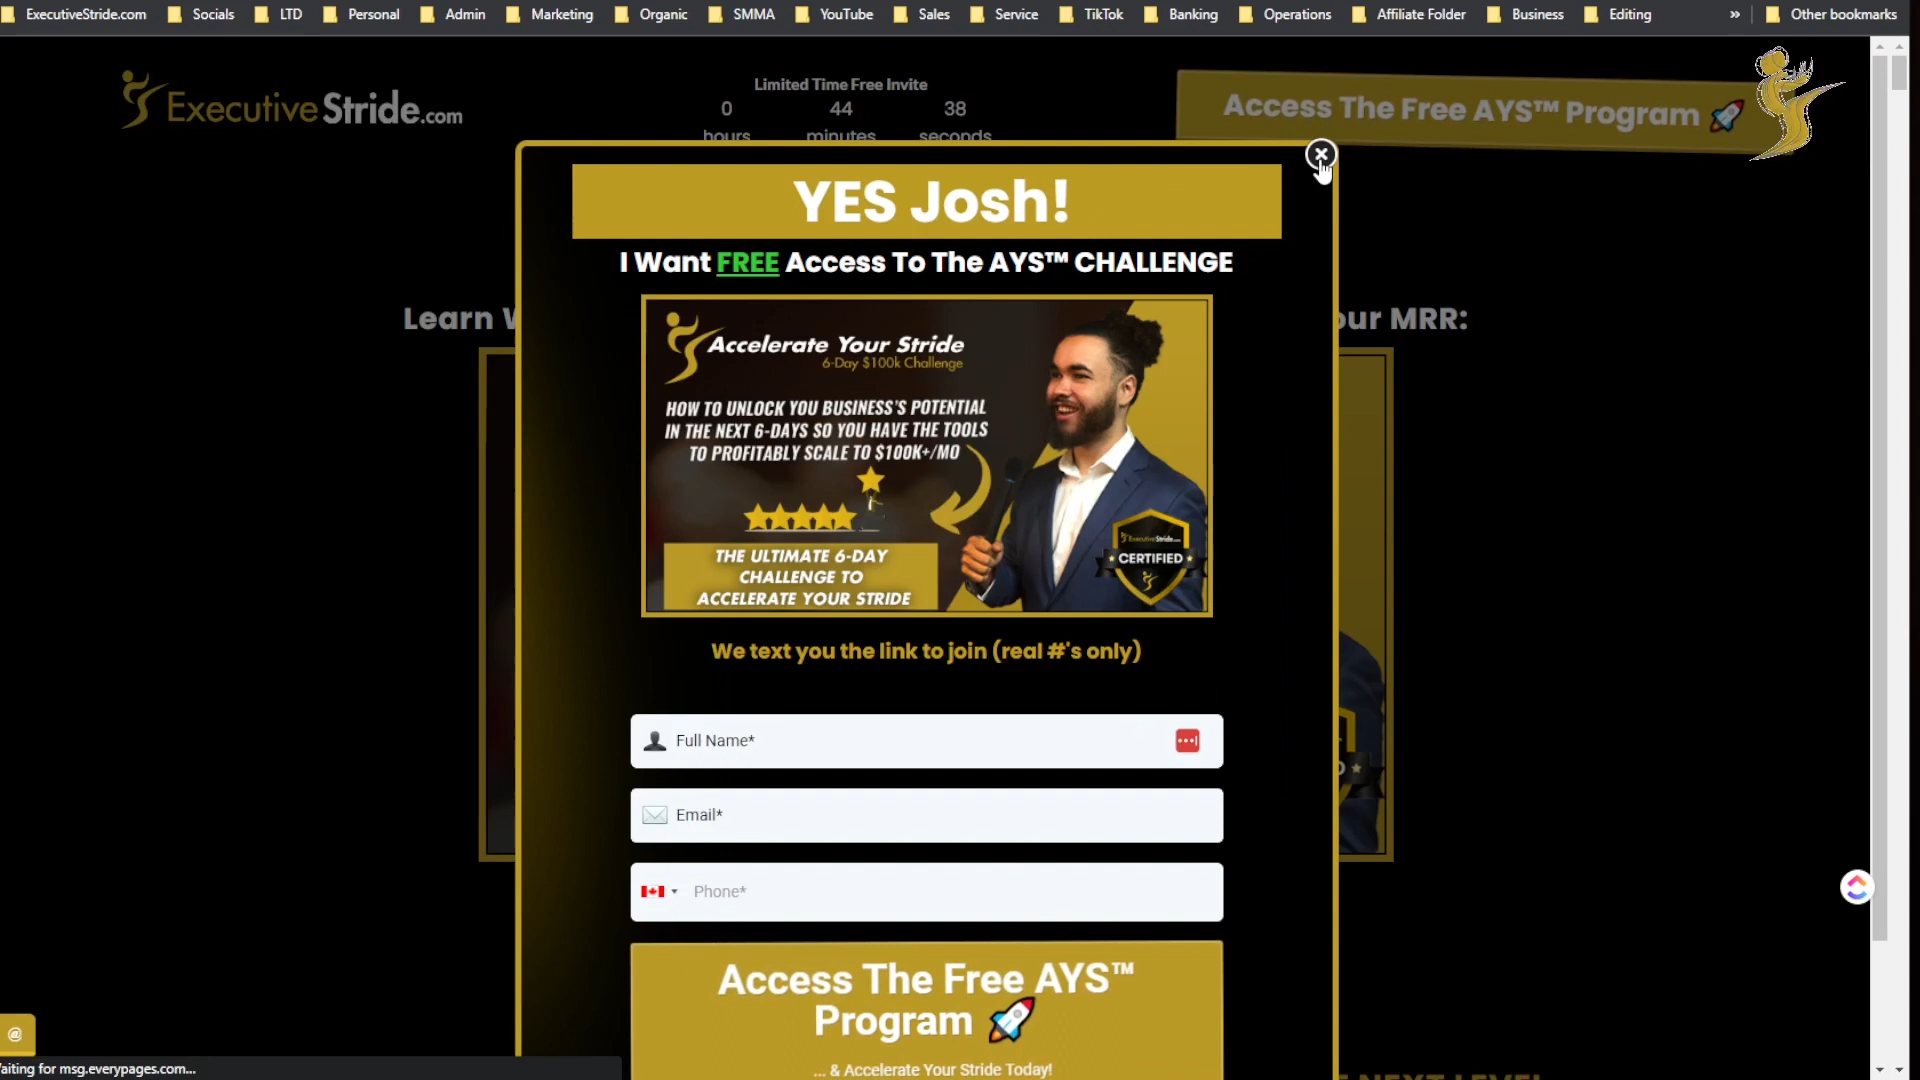 ExecutiveStride.com Socials LTD Personal Admin Marketing Organic SMMA YouTube Sales Service TikTok Banking Operations Affiliate Folder Business Editing » Other bookmarks
ExecutiveStride.com
Limited Time Free Invite
0 44 38
hours minutes seconds
Access The Free AYS™ Program
YES Josh!
I Want FREE Access To The AYS™ CHALLENGE
Learn
our MRR:
Accelerate Your Stride
6-Day $100k Challenge
HOW TO UNLOCK YOU BUSINESS'S POTENTIAL
IN THE NEXT 6-DAYS SO YOU HAVE THE TOOLS
TO PROFITABLY SCALE TO $100K+/MO
THE ULTIMATE 6-DAY
CHALLENGE TO
ACCELERATE YOUR STRIDE
ExecutiveStride.com
CERTIFIED
We text you the link to join (real #'s only)
Full Name*
Email*
Phone*
Access The Free AYS™
Program
... & Accelerate Your Stride Today!
@
aiting for msg.everypages.com...